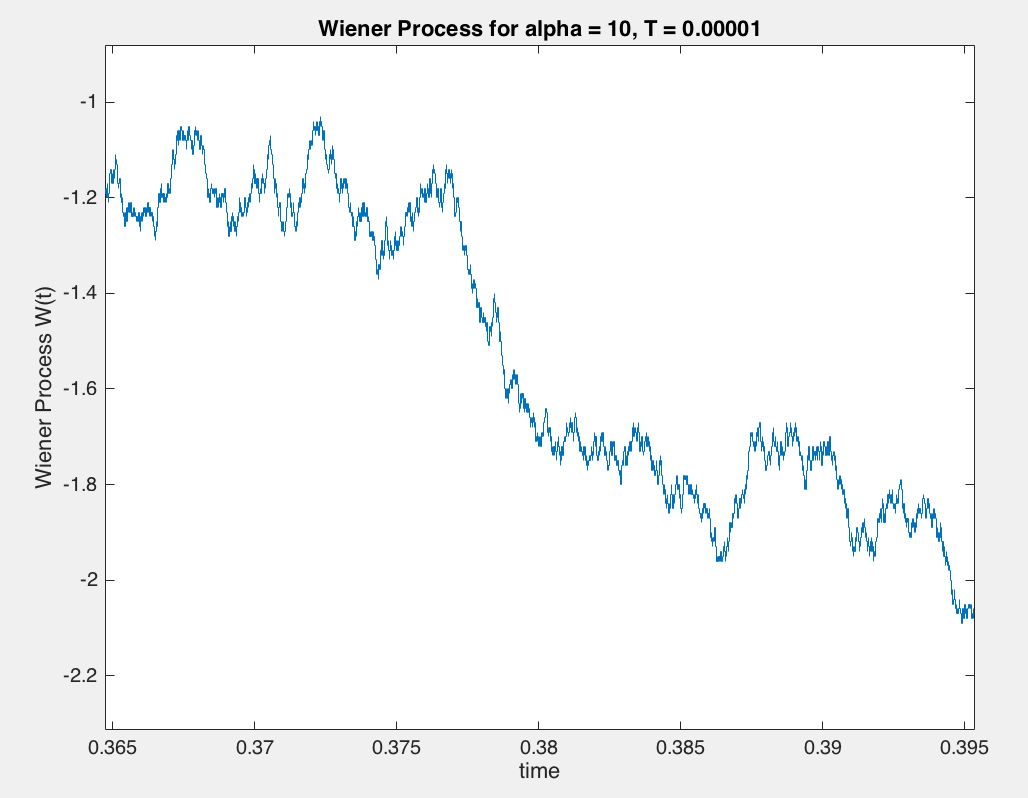 Wiener Process for alpha = 10, T = 0.00001
Wiener Process W(t)
-1
-1.2
-1.4
-1.6
-1.8
-2
-2.2
0.365 0.37 0.375 0.38 0.385 0.39 0.395
time